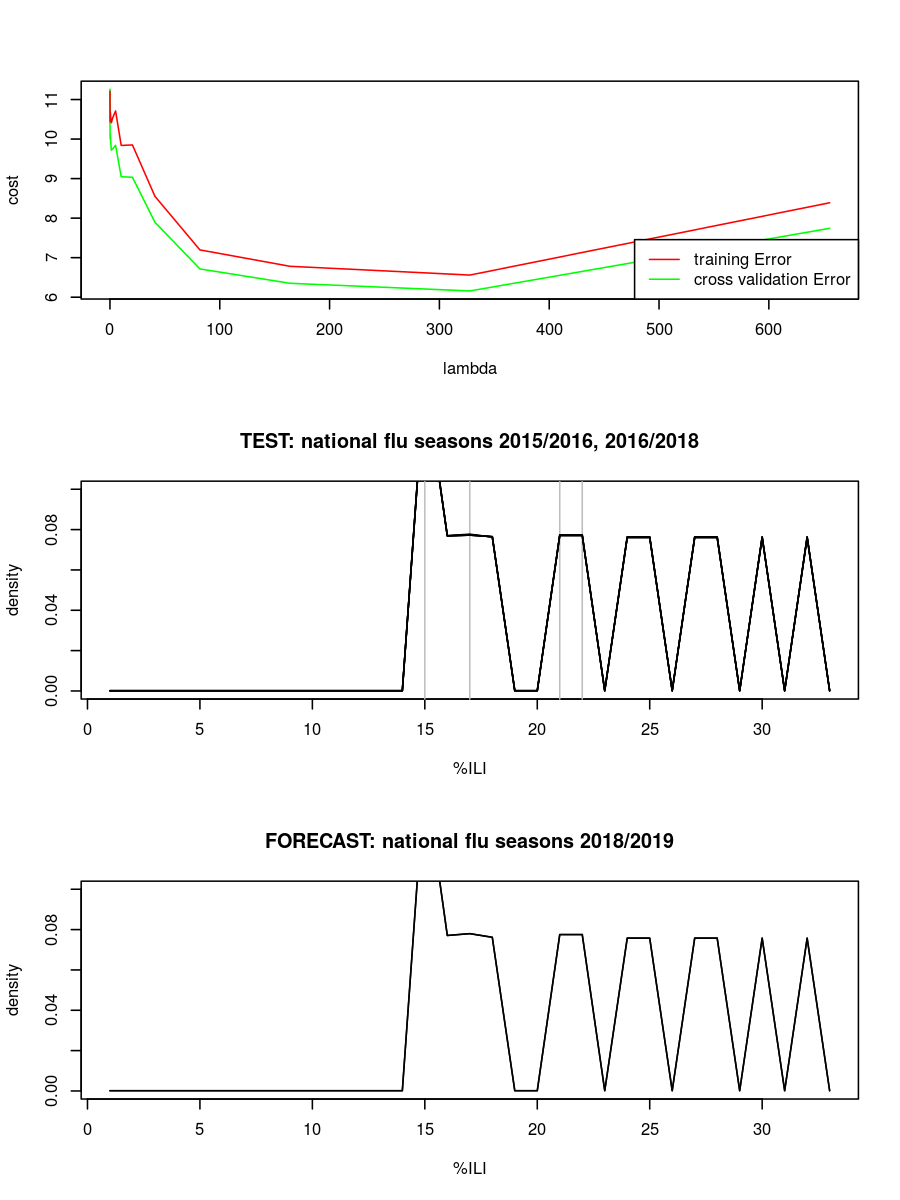 11
10
9
8
7
6
cost
training Error
cross validation Error
0 100 200 300 400 500 600
lambda
TEST: national flu seasons 2015/2016, 2016/2018
0.08
0.04
0.00
density
0 5 10 15 20 25 30
%ILI
FORECAST: national flu seasons 2018/2019
0.08
0.04
0.00
density
0 5 10 15 20 25 30
%ILI